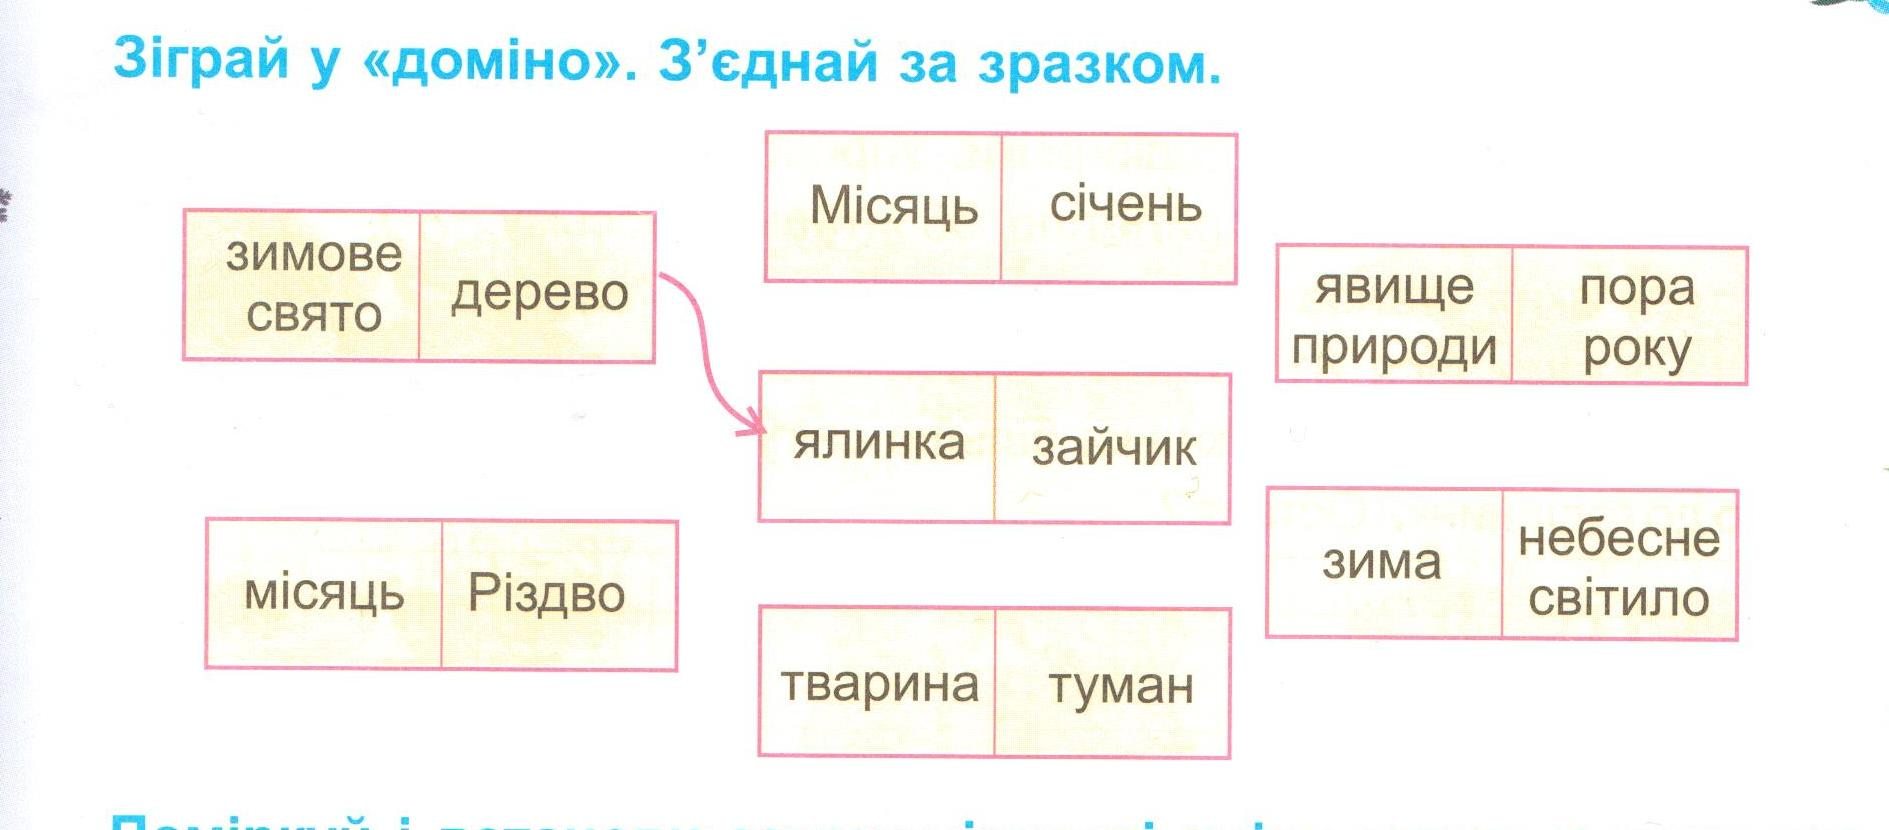 Зіграй у «доміно». З’єднай за зразком.
Місяць
січень
зимове
свято
дерево
явище
природи
пора
року
ялинка
зайчик
місяць
Різдво
зима
небесне
світило
тварина
туман